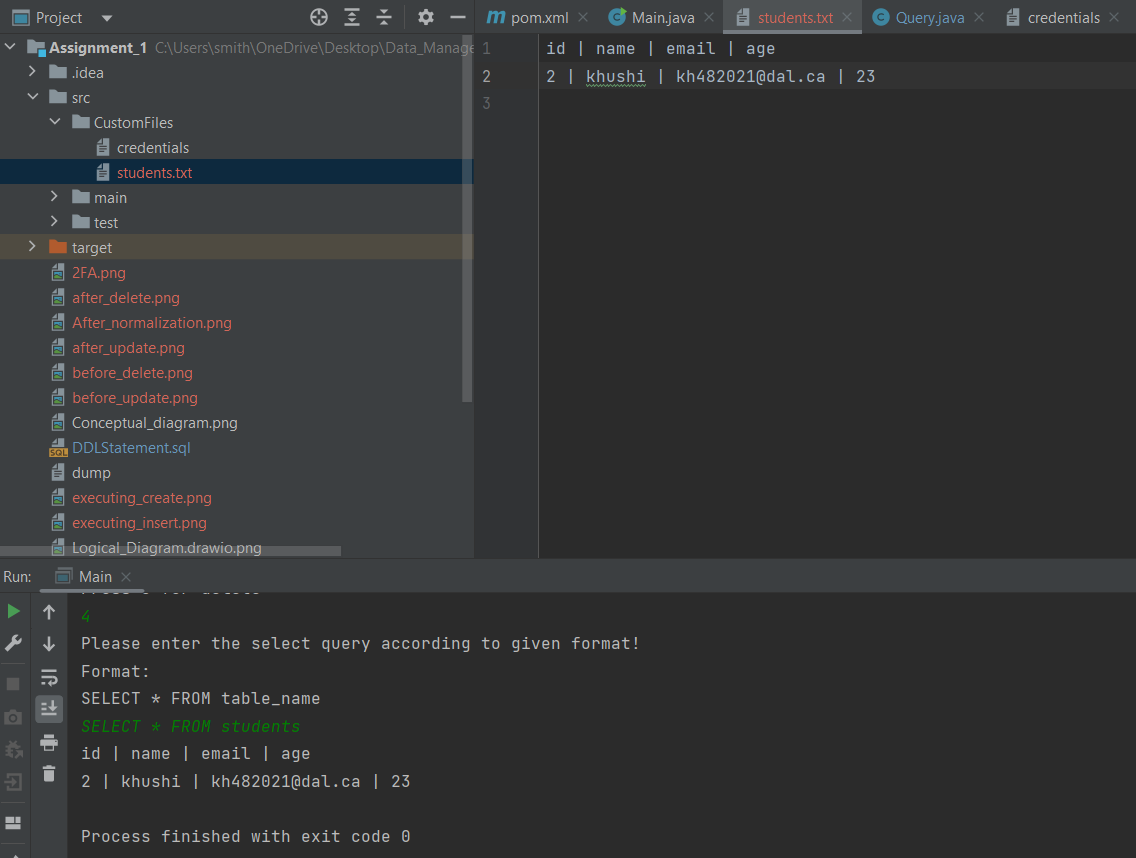 Project
pom.xml
Main.java
students.txt
Query.java
credentials
Assignment_1 C:\Users\smith\OneDrive\Desktop\Data_Manage
.idea
src
CustomFiles
credentials
students.txt
main
test
target
2FA.png
after_delete.png
After_normalization.png
after_update.png
before_delete.png
before_update.png
Conceptual_diagram.png
SQL DDLStatement.sql
dump
executing_create.png
executing_insert.png
Logical_Diagram.drawio.png
1 id | name | email | age
2 2 | khushi | kh482021@dal.ca | 23
3
Run: Main
4
Please enter the select query according to given format!
Format:
SELECT * FROM table_name
SELECT * FROM students
id | name | email | age
2 | khushi | kh482021@dal.ca | 23
Process finished with exit code 0